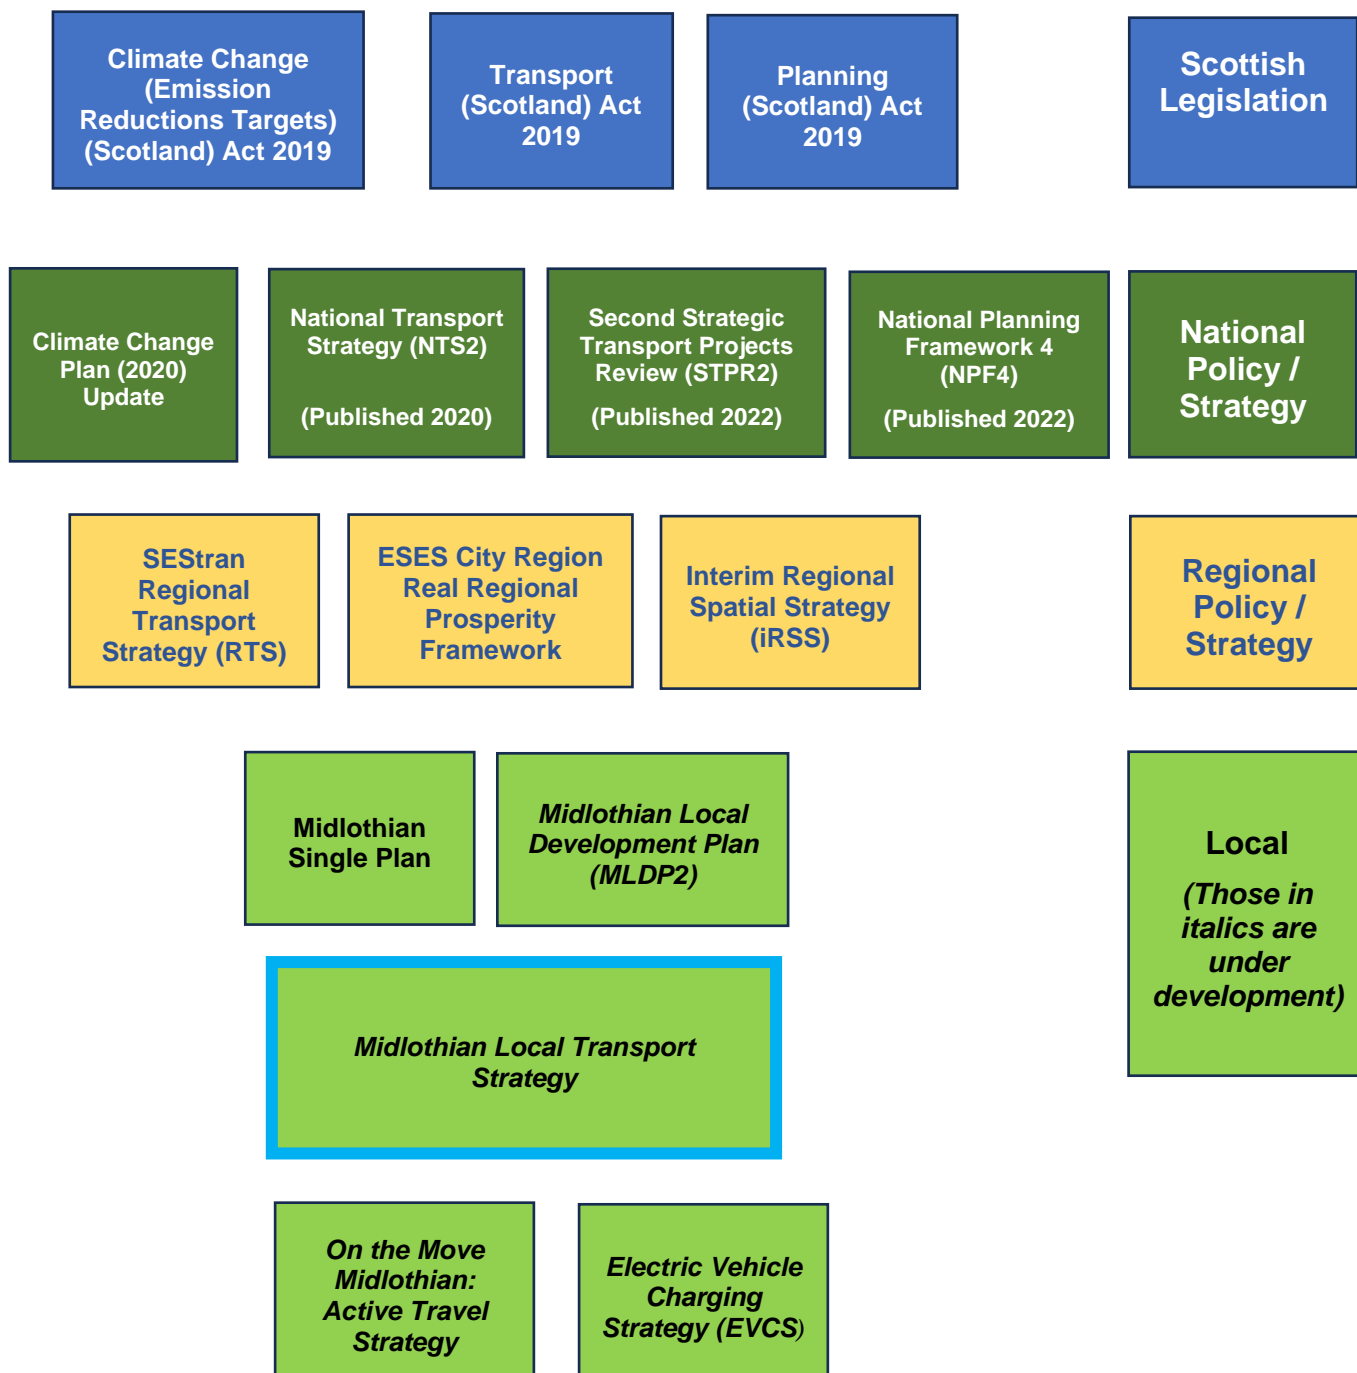 Climate Change
(Emission
Reductions Targets)
(Scotland) Act 2019
Transport
(Scotland) Act
2019
Planning
(Scotland) Act
2019
Scottish
Legislation
Climate Change
Plan (2020)
Update
National Transport
Strategy (NTS2)
(Published 2020)
Second Strategic
Transport Projects
Review (STPR2)
(Published 2022)
National Planning
Framework 4
(NPF4)
(Published 2022)
National
Policy /
Strategy
SEStran
Regional
Transport
Strategy (RTS)
ESES City Region
Real Regional
Prosperity
Framework
Interim Regional
Spatial Strategy
(iRSS)
Regional
Policy /
Strategy
Midlothian
Single Plan
Midlothian Local
Development Plan
(MLDP2)
Local
(Those in
italics are
under
development)
Midlothian Local Transport
Strategy
On the Move
Midlothian:
Active Travel
Strategy
Electric Vehicle
Charging
Strategy (EVCS)